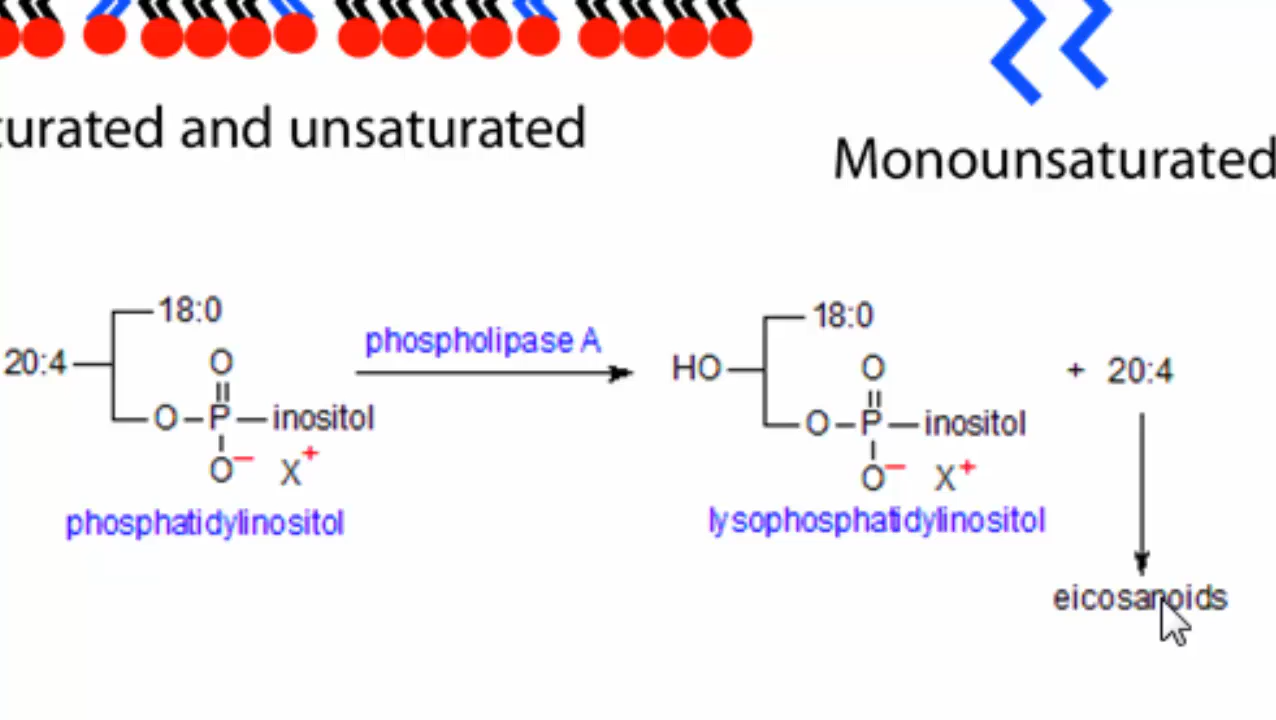 turated and unsaturated
Monounsaturated
18:0
20:4
O
O–P–inositol
O− X+
phosphatidylinositol
phospholipase A
18:0
HO
O
O–P–inositol
O− X+
lysophosphatidylinositol
+ 20:4
eicosanoids